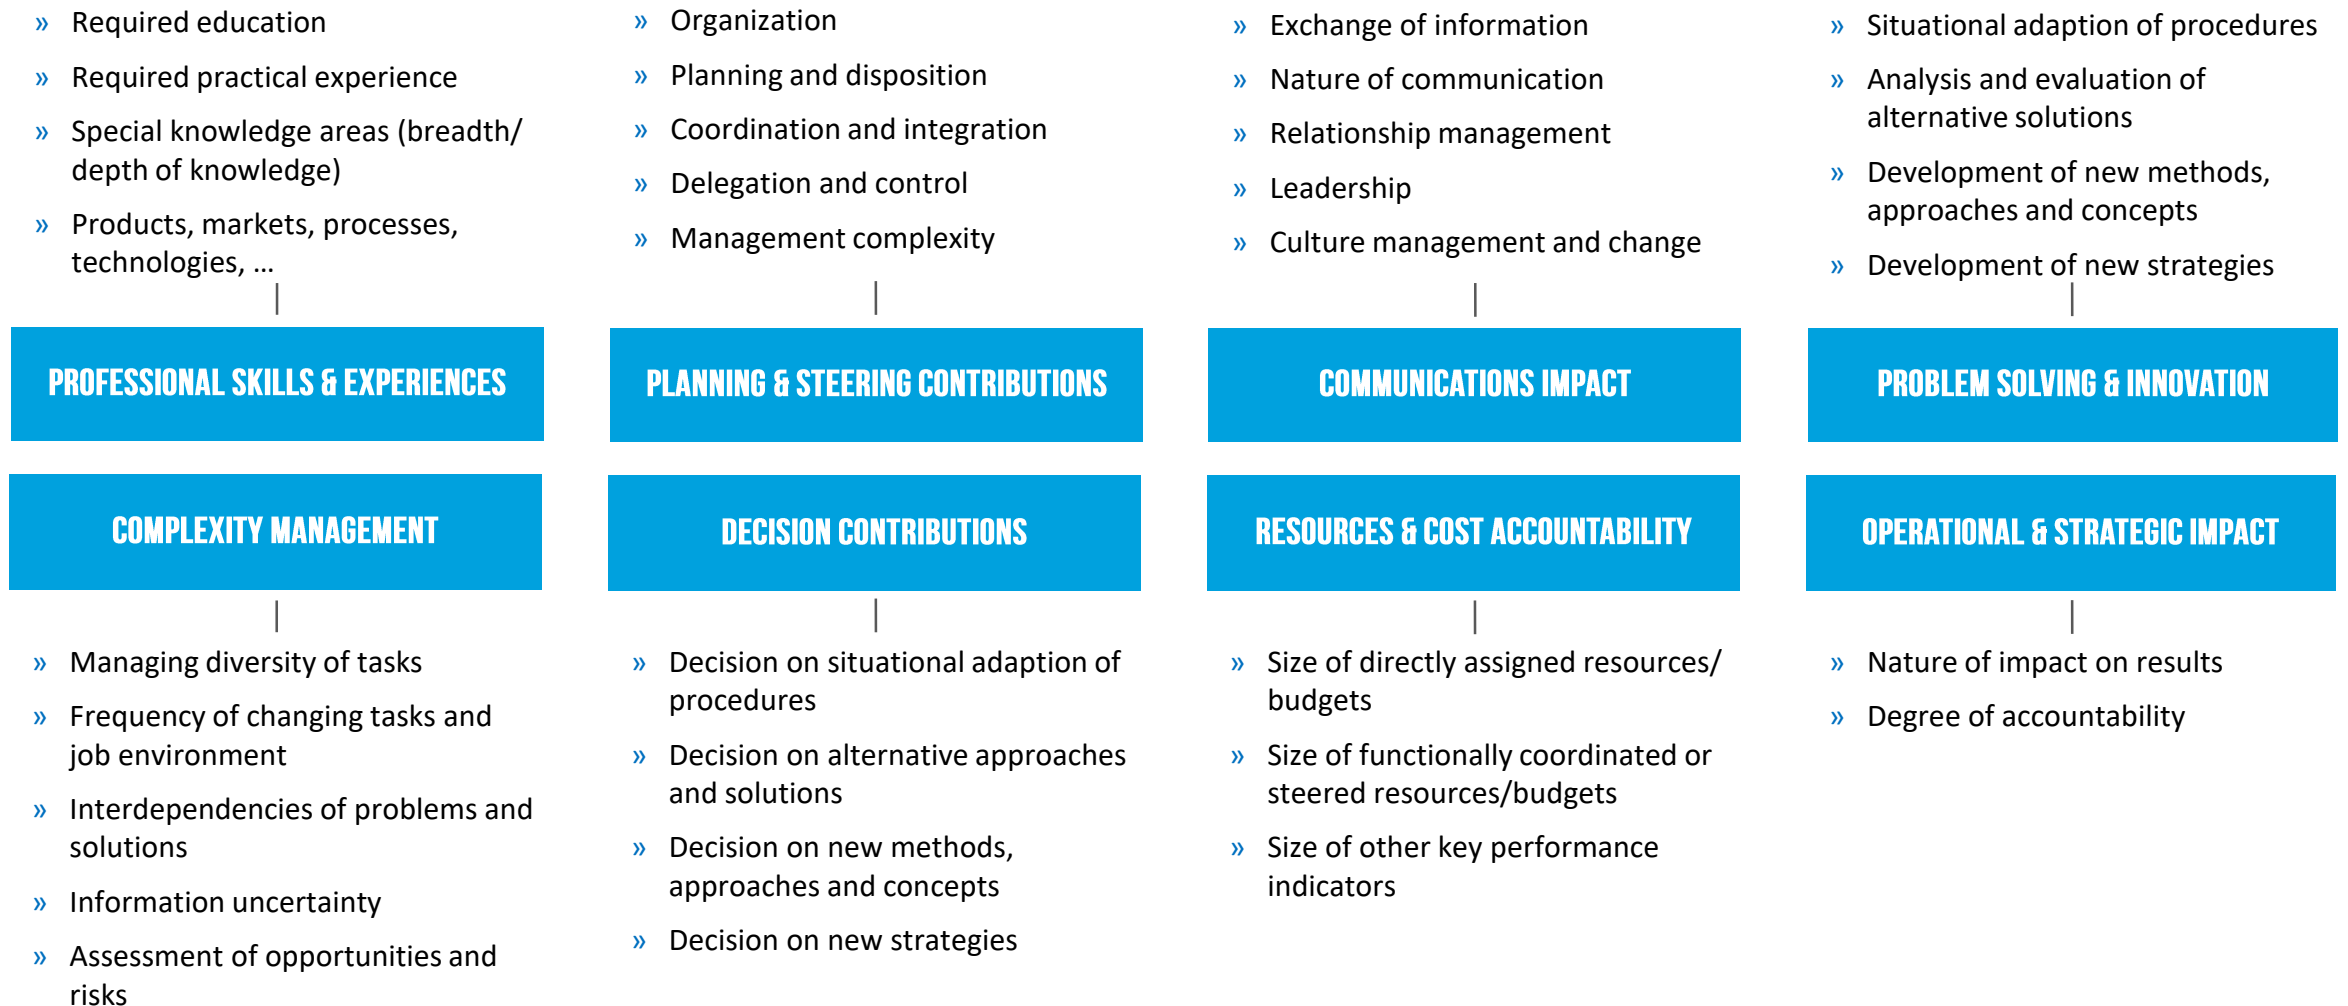 » Required education
» Required practical experience
» Special knowledge areas (breadth/
depth of knowledge)
» Products, markets, processes,
technologies, …
PROFESSIONAL SKILLS & EXPERIENCES
» Organization
» Planning and disposition
» Coordination and integration
» Delegation and control
» Management complexity
PLANNING & STEERING CONTRIBUTIONS
» Exchange of information
» Nature of communication
» Relationship management
» Leadership
» Culture management and change
COMMUNICATIONS IMPACT
» Situational adaption of procedures
» Analysis and evaluation of
alternative solutions
» Development of new methods,
approaches and concepts
» Development of new strategies
PROBLEM SOLVING & INNOVATION
COMPLEXITY MANAGEMENT
» Managing diversity of tasks
» Frequency of changing tasks and
job environment
» Interdependencies of problems and
solutions
» Information uncertainty
» Assessment of opportunities and
risks
DECISION CONTRIBUTIONS
» Decision on situational adaption of
procedures
» Decision on alternative approaches
and solutions
» Decision on new methods,
approaches and concepts
» Decision on new strategies
RESOURCES & COST ACCOUNTABILITY
» Size of directly assigned resources/
budgets
» Size of functionally coordinated or
steered resources/budgets
» Size of other key performance
indicators
OPERATIONAL & STRATEGIC IMPACT
» Nature of impact on results
» Degree of accountability